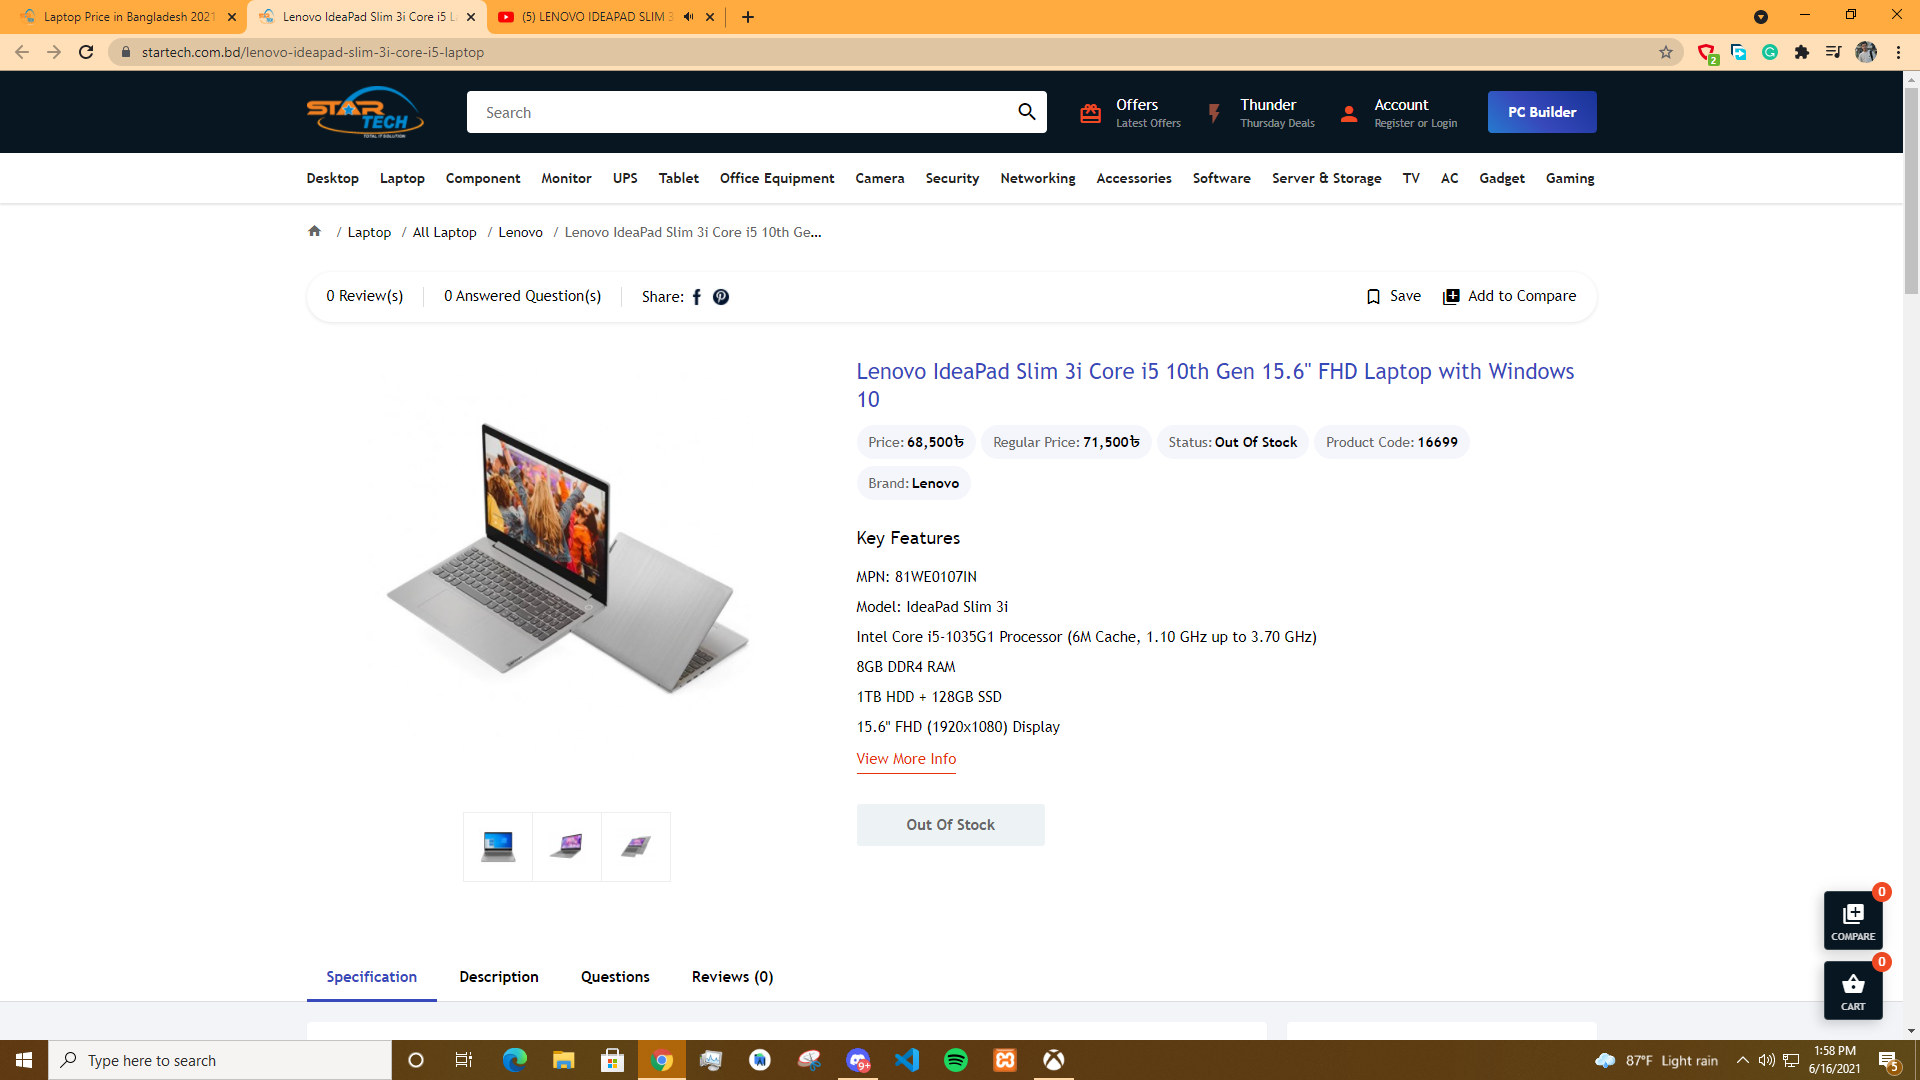 Laptop Price in Bangladesh 2021
Lenovo IdeaPad Slim 3i Core i5 La
(5) LENOVO IDEAPAD SLIM 3
startech.com.bd/lenovo-ideapad-slim-3i-core-i5-laptop
2
STAR TECH
TOTAL IT SOLUTION
Search
Offers
Latest Offers
Thunder
Thursday Deals
Account
Register or Login
PC Builder
Desktop Laptop Component Monitor UPS Tablet Office Equipment Camera Security Networking Accessories Software Server & Storage TV AC Gadget Gaming
/ Laptop / All Laptop / Lenovo / Lenovo IdeaPad Slim 3i Core i5 10th Ge...
0 Review(s) 0 Answered Question(s) Share: Save Add to Compare
Lenovo IdeaPad Slim 3i Core i5 10th Gen 15.6" FHD Laptop with Windows
10
Price: 68,500৳ Regular Price: 71,500৳ Status: Out Of Stock Product Code: 16699
Brand: Lenovo
Key Features
MPN: 81WE0107IN
Model: IdeaPad Slim 3i
Intel Core i5-1035G1 Processor (6M Cache, 1.10 GHz up to 3.70 GHz)
8GB DDR4 RAM
1TB HDD + 128GB SSD
15.6" FHD (1920x1080) Display
View More Info
Out Of Stock
0
COMPARE
0
CART
Specification Description Questions Reviews (0)
Type here to search
9+
87°F Light rain
1:58 PM
6/16/2021
5